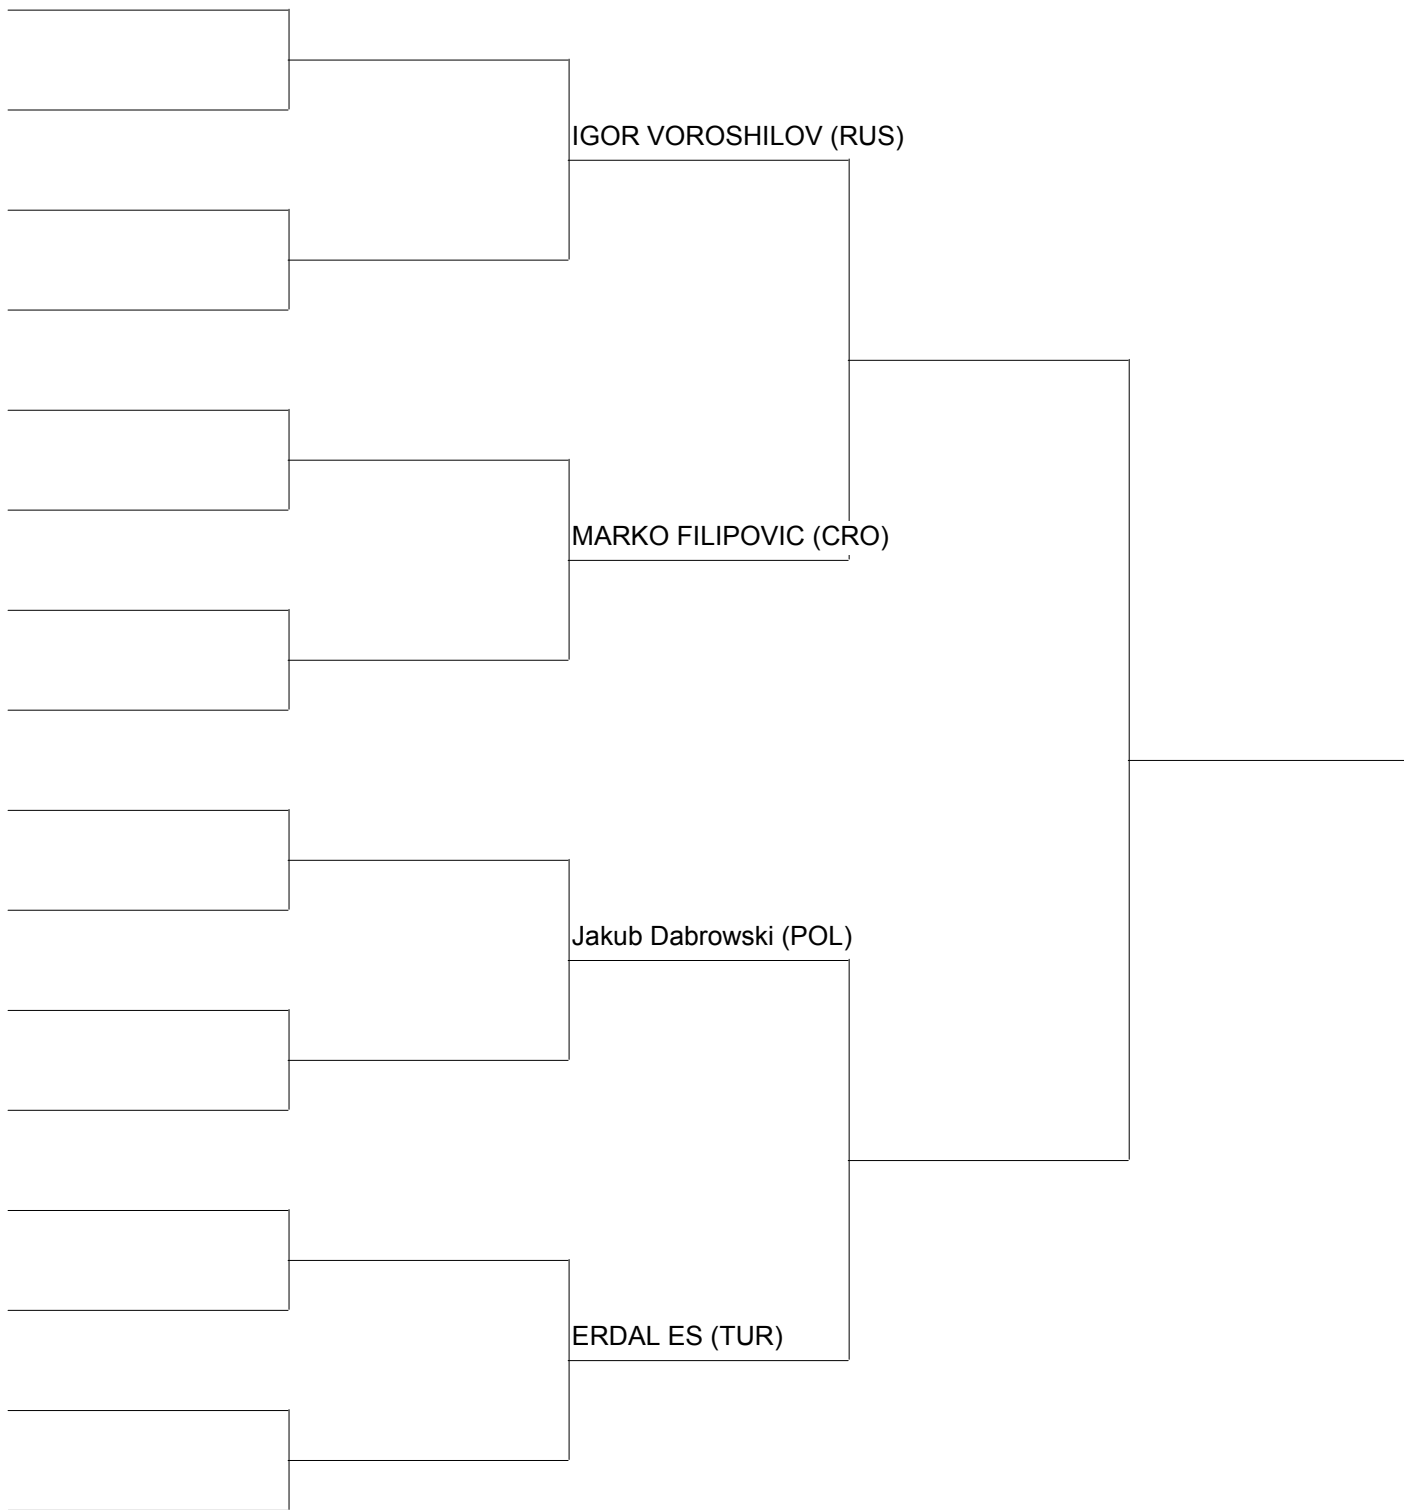 IGOR VOROSHILOV (RUS)
MARKO FILIPOVIC (CRO)
Jakub Dabrowski (POL)
ERDAL ES (TUR)